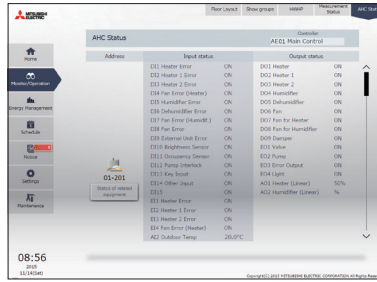 MITSUBISHI ELECTRIC
Floor Layout
Show groups
HWHP
Measurement Status
AHC Stat
AHC Status
Controller
AE01 Main Control
Home
Monitor/Operation
Energy Management
Schedule
Notice
Settings
Maintenance
08:56
2015
11/14(Sat)
Address
Input status
Output status
01-201
Status of related equipment
DI1 Heater Error ON
DI2 Heater 1 Error ON
DI3 Heater 2 Error ON
DI4 Fan Error (Heater) ON
DI5 Humidifier Error ON
DI6 Dehumidifier Error ON
DI7 Fan Error (Humidif.) ON
DI8 Fan Error ON
DI9 External Unit Error ON
DI10 Brightness Sensor ON
DI11 Occupancy Sensor ON
DI12 Pump Interlock ON
DI13 Key Input ON
DI14 Other Input ON
DI15 ON
EI1 Heater Error ON
EI2 Heater 1 Error ON
EI3 Heater 2 Error ON
EI4 Fan Error (Heater) ON
AI2 Outdoor Temp 20.0°C
DO1 Heater ON
DO2 Heater 1 ON
DO3 Heater 2 ON
DO4 Humidifier ON
DO5 Dehumidifier ON
DO6 Fan ON
DO7 Fan for Heater ON
DO8 Fan for Humidifier ON
DO9 Damper ON
EO1 Valve ON
EO2 Pump ON
EO3 Error Output ON
EO4 Light ON
AO1 Heater (Linear) 50%
AO2 Humidifier (Linear) %
Copyright(C) 2015 MITSUBISHI ELECTRIC CORPORATION All Rights Reser